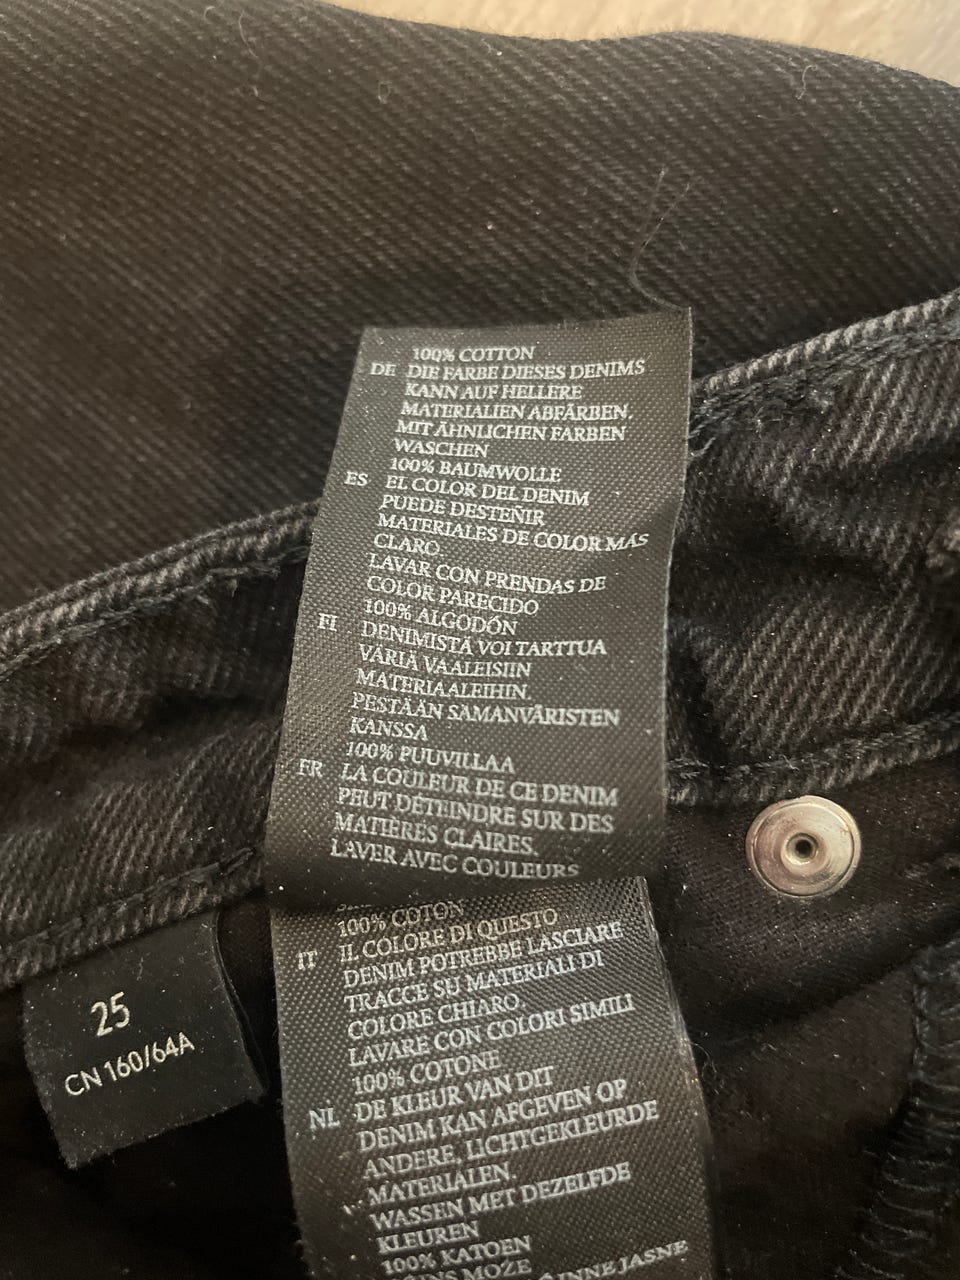 100% COTTON
DE DIE FARBE DIESES DENIMS
KANN AUF HELLERE
MATERIALIEN ABFÄRBEN.
MIT ÄHNLICHEN FARBEN
WASCHEN
100% BAUMWOLLE
ES EL COLOR DEL DENIM
PUEDE DESTEÑIR
MATERIALES DE COLOR MÁS
CLARO.
LAVAR CON PRENDAS DE
COLOR PARECIDO
100% ALGODÓN
FI DENIMISTÄ VOI TARTTUA
VÄRIÄ VAALEISIIN
MATERIAALEIHIN.
PESTÄÄN SAMANVÄRISTEN
KANSSA
100% PUUVILLAA
FR LA COULEUR DE CE DENIM
PEUT DÉTEINDRE SUR DES
MATIÈRES CLAIRES.
LAVER AVEC COULEURS
100% COTON
IT IL COLORE DI QUESTO
DENIM POTREBBE LASCIARE
TRACCE SU MATERIALI DI
COLORE CHIARO.
LAVARE CON COLORI SIMILI
100% COTONE
NL DE KLEUR VAN DIT
DENIM KAN AFGEVEN OP
ANDERE, LICHTGEKLEURDE
MATERIALEN.
WASSEN MET DEZELFDE
KLEUREN
100% KATOEN
MOŻE JASNE
25
CN 160/64A